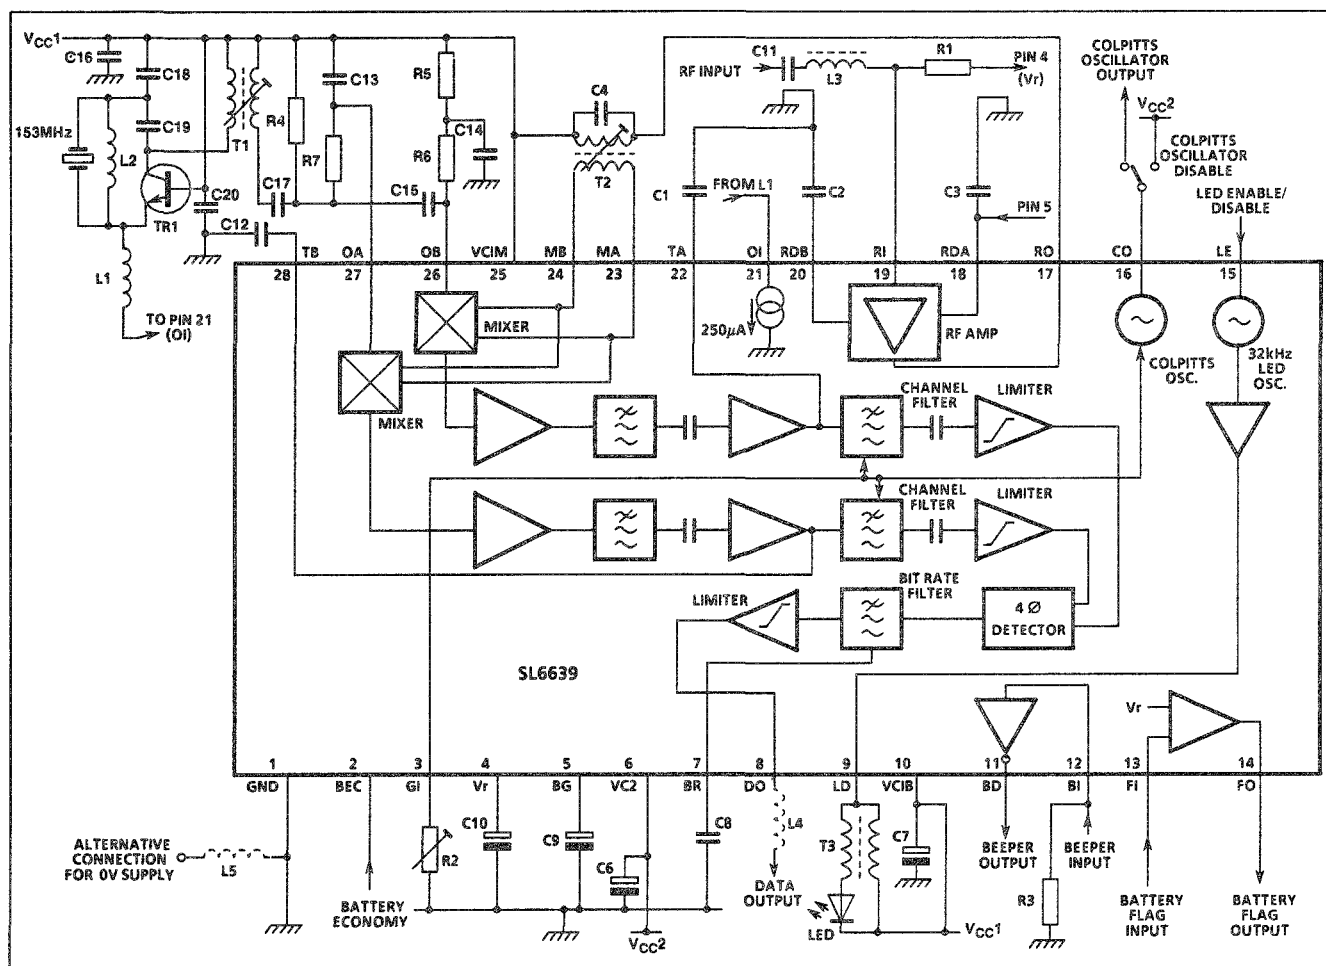 VCC1
C16
C18
C19
153MHz
L2
TR1
C20
C12
L1
TO PIN 21
(OI)
T1
R4
C17
C13
R7
C15
R5
R6
C14
C4
T2
C11
RF INPUT
L3
R1
PIN 4
(Vr)
C1
FROM L1
C2
C3
PIN 5
COLPITTS
OSCILLATOR
OUTPUT
VCC2
COLPITTS
OSCILLATOR
DISABLE
LED ENABLE/
DISABLE
TB OA OB VCIM MB MA TA OI RDB RI RDA RO CO LE
28 27 26 25 24 23 22 21 20 19 18 17 16 15
MIXER
MIXER
250µA
RF AMP
COLPITTS
OSC.
32kHz
LED
OSC.
CHANNEL
FILTER
LIMITER
CHANNEL
FILTER
LIMITER
LIMITER
BIT RATE
FILTER
4 Ø
DETECTOR
SL6639
Vr
1 2 3 4 5 6 7 8 9 10 11 12 13 14
GND BEC GI Vr BG VC2 BR DO LD VCIB BD BI FI FO
ALTERNATIVE
CONNECTION
FOR 0V SUPPLY
L5
BATTERY
ECONOMY
R2
C10
C9
C6
VCC2
C8
L4
DATA
OUTPUT
T3
LED
C7
VCC1
BEEPER
OUTPUT
BEEPER
INPUT
R3
BATTERY
FLAG
INPUT
BATTERY
FLAG
OUTPUT